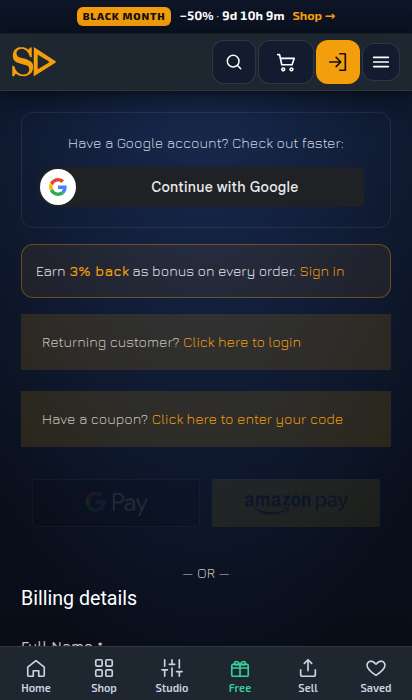 BLACK MONTH −50% · 9d 10h 9m Shop →
S
Have a Google account? Check out faster:
Continue with Google
Earn 3% back as bonus on every order. Sign in
Returning customer? Click here to login
Have a coupon? Click here to enter your code
G Pay amazon pay
— OR —
Billing details
Full Name *
Home Shop Studio Free Sell Saved